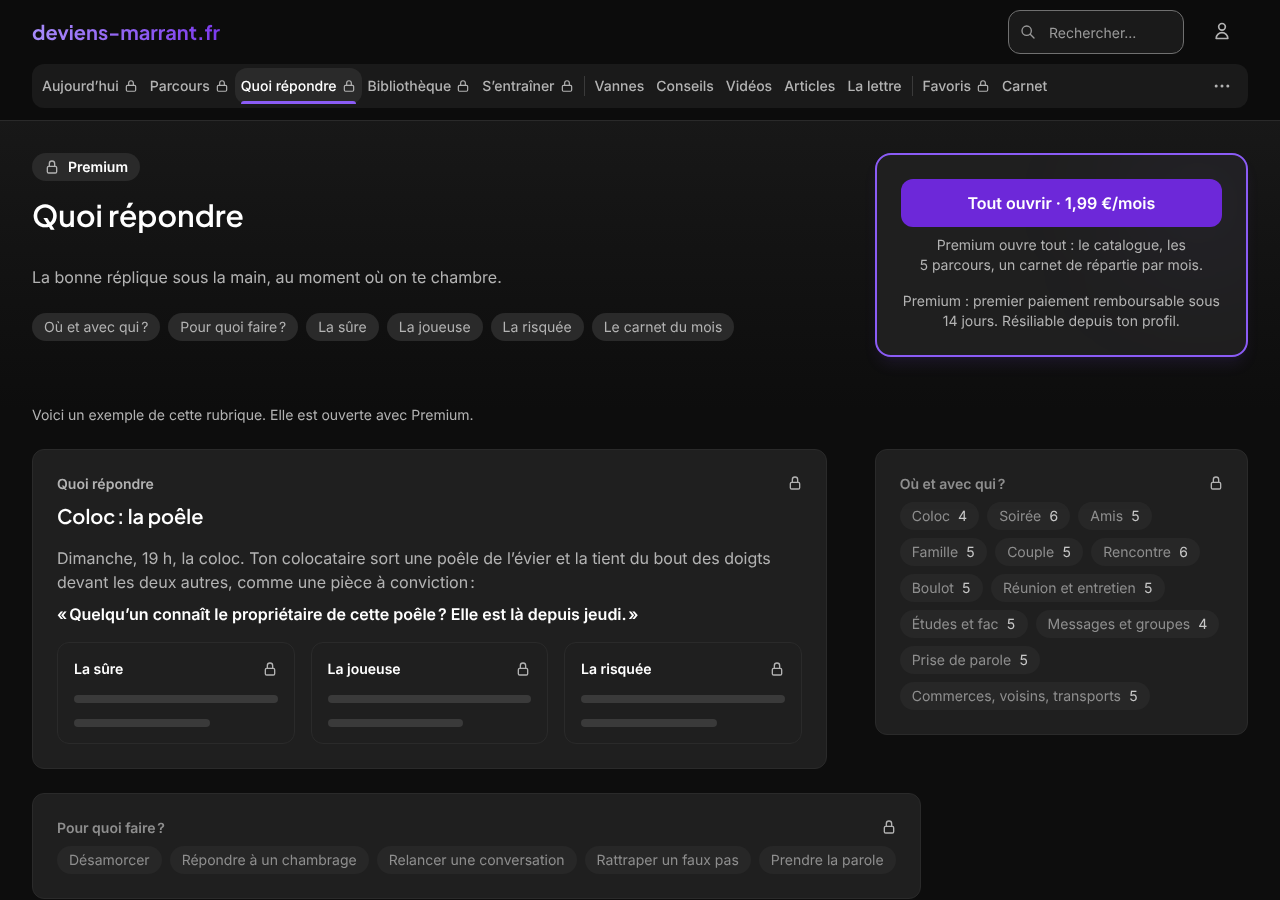 deviens-marrant.fr
Rechercher...
Aujourd'hui Parcours Quoi répondre Bibliothèque S'entraîner Vannes Conseils Vidéos Articles La lettre Favoris Carnet
Premium
Quoi répondre
La bonne réplique sous la main, au moment où on te chambre.
Où et avec qui ? Pour quoi faire ? La sûre La joueuse La risquée Le carnet du mois
Tout ouvrir · 1,99 €/mois
Premium ouvre tout : le catalogue, les
5 parcours, un carnet de répartie par mois.
Premium : premier paiement remboursable sous
14 jours. Résiliable depuis ton profil.
Voici un exemple de cette rubrique. Elle est ouverte avec Premium.
Quoi répondre
Coloc : la poêle
Dimanche, 19 h, la coloc. Ton colocataire sort une poêle de l'évier et la tient du bout des doigts
devant les deux autres, comme une pièce à conviction :
« Quelqu'un connaît le propriétaire de cette poêle ? Elle est là depuis jeudi. »
La sûre La joueuse La risquée
Où et avec qui ?
Coloc 4 Soirée 6 Amis 5
Famille 5 Couple 5 Rencontre 6
Boulot 5 Réunion et entretien 5
Études et fac 5 Messages et groupes 4
Prise de parole 5
Commerces, voisins, transports 5
Pour quoi faire ?
Désamorcer Répondre à un chambrage Relancer une conversation Rattraper un faux pas Prendre la parole